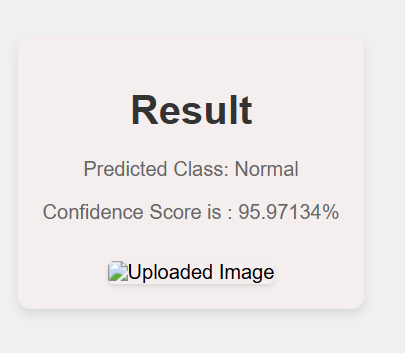 Result
Predicted Class: Normal
Confidence Score is : 95.97134%
Uploaded Image